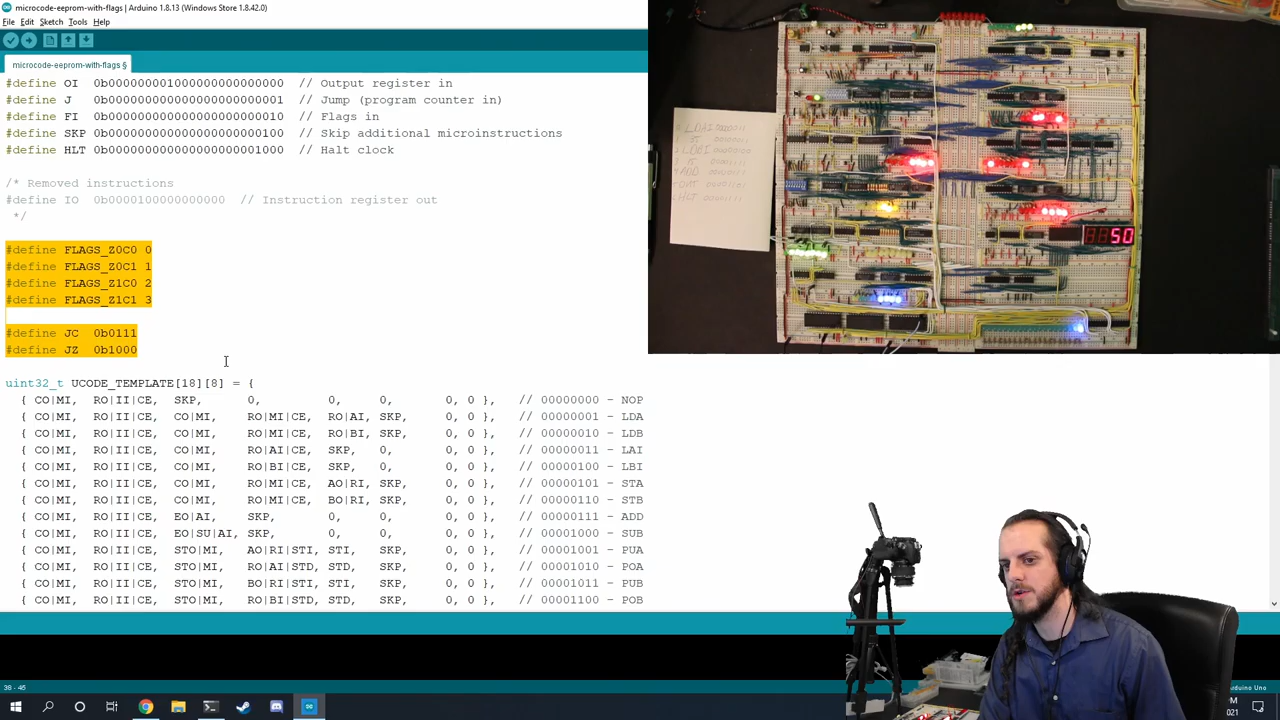 microcode-eeprom-with-flags | Arduino 1.8.13 (Windows Store 1.8.42.0)
File Edit Sketch Tools Help
microcode-eeprom-with-flags §
#define OI 0b0000000010000000000000000 // Output register in
#define J 0b0000000000000000000000001 // Jump (program counter in)
#define FI 0b0000000000000000000000010 // Flags in
#define SKP 0b0000000000000000000000100 // Skip additional microinstructions
#define HLT 0b0000000000000000000001000 // Halt clock
/* Removed instructions
#define IO // Instruction register out
*/
#define FLAGS_Z0C0 0
#define FLAGS_Z0C1 1
#define FLAGS_Z1C0 2
#define FLAGS_Z1C1 3
#define JC 0b0111
#define JZ 0b1000
uint32_t UCODE_TEMPLATE[18][8] = {
{ CO|MI, RO|II|CE, SKP, 0, 0, 0, 0, 0 }, // 00000000 - NOP
{ CO|MI, RO|II|CE, CO|MI, RO|MI|CE, RO|AI, SKP, 0, 0 }, // 00000001 - LDA
{ CO|MI, RO|II|CE, CO|MI, RO|MI|CE, RO|BI, SKP, 0, 0 }, // 00000010 - LDB
{ CO|MI, RO|II|CE, CO|MI, RO|AI|CE, SKP, 0, 0, 0 }, // 00000011 - LAI
{ CO|MI, RO|II|CE, CO|MI, RO|BI|CE, SKP, 0, 0, 0 }, // 00000100 - LBI
{ CO|MI, RO|II|CE, CO|MI, RO|MI|CE, AO|RI, SKP, 0, 0 }, // 00000101 - STA
{ CO|MI, RO|II|CE, CO|MI, RO|MI|CE, BO|RI, SKP, 0, 0 }, // 00000110 - STB
{ CO|MI, RO|II|CE, EO|AI, SKP, 0, 0, 0, 0 }, // 00000111 - ADD
{ CO|MI, RO|II|CE, EO|SU|AI, SKP, 0, 0, 0, 0 }, // 00001000 - SUB
{ CO|MI, RO|II|CE, STO|MI, AO|RI|STI, STI, SKP, 0, 0 }, // 00001001 - PUA
{ CO|MI, RO|II|CE, STO|MI, RO|AI|STD, STD, SKP, 0, 0 }, // 00001010 - POA
{ CO|MI, RO|II|CE, STO|MI, BO|RI|STI, STI, SKP, 0, 0 }, // 00001011 - PUB
{ CO|MI, RO|II|CE, STO|MI, RO|BI|STD, STD, SKP, 0, 0 }, // 00001100 - POB
50
38 - 45
Uno